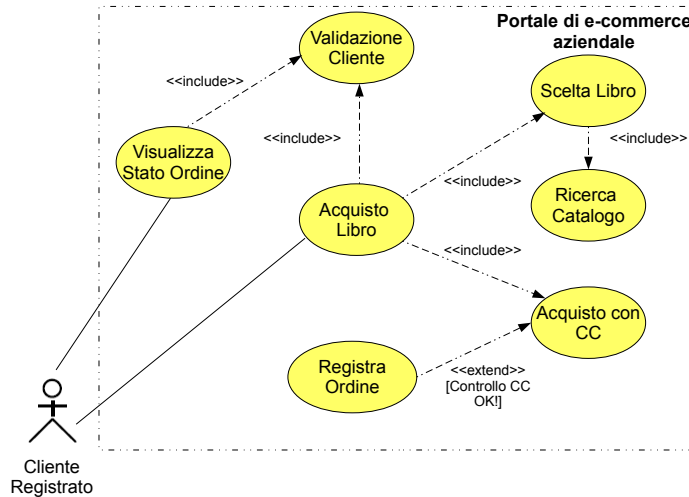 Portale di e-commerce
aziendale
Validazione
Cliente
<<include>>
Scelta Libro
<<include>>
<<include>>
Visualizza
Stato Ordine
<<include>>
Ricerca
Catalogo
Acquisto
Libro
<<include>>
Acquisto con
CC
Registra
Ordine
<<extend>>
[Controllo CC
OK!]
Cliente
Registrato